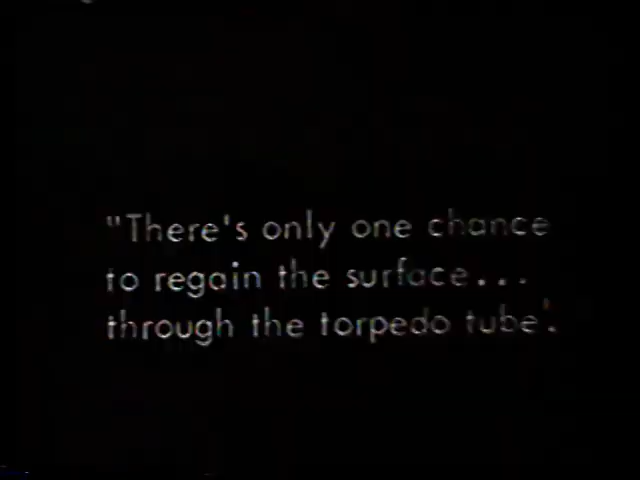 "There's only one chance
to regain the surface...
through the torpedo tube'.